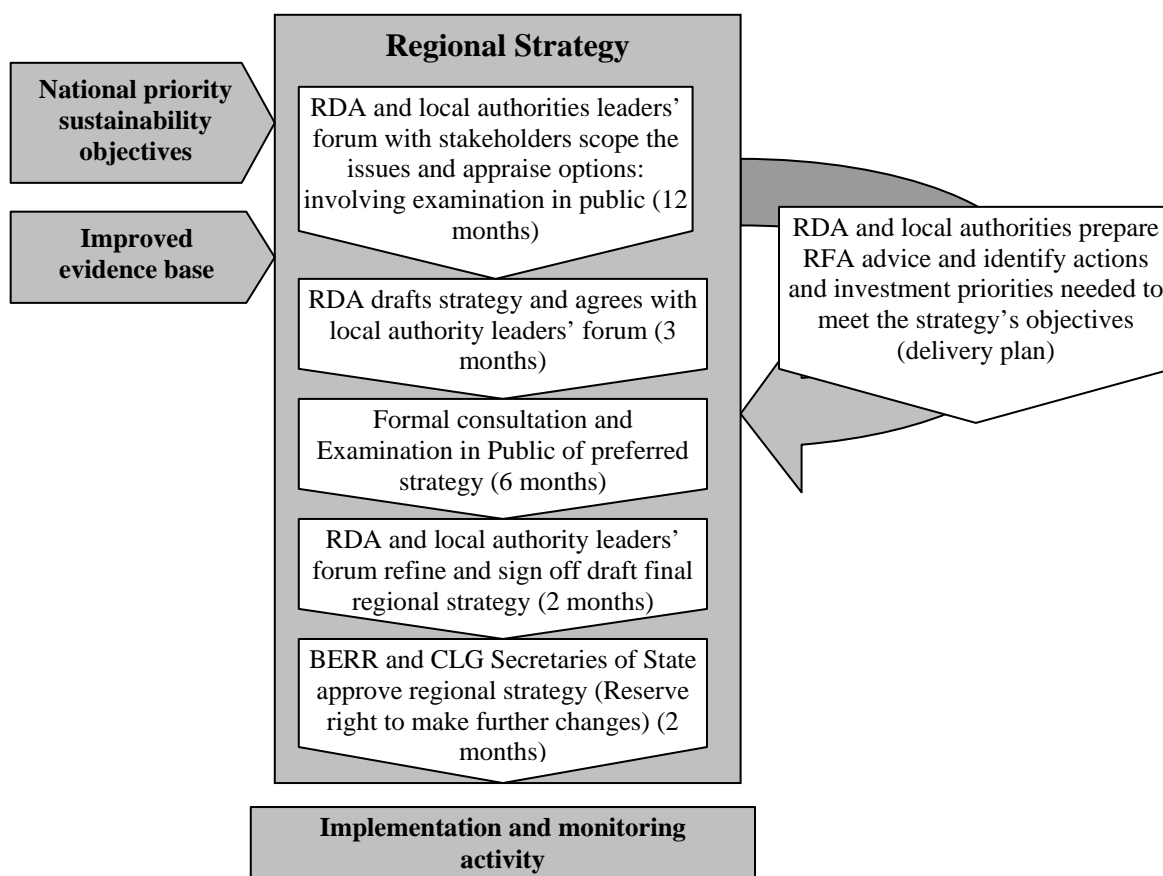 Regional Strategy
National priority
sustainability
objectives
Improved
evidence base
RDA and local authorities leaders’
forum with stakeholders scope the
issues and appraise options:
involving examination in public (12
months)
RDA drafts strategy and agrees with
local authority leaders’ forum (3
months)
Formal consultation and
Examination in Public of preferred
strategy (6 months)
RDA and local authority leaders’
forum refine and sign off draft final
regional strategy (2 months)
BERR and CLG Secretaries of State
approve regional strategy (Reserve
right to make further changes) (2
months)
RDA and local authorities prepare
RFA advice and identify actions
and investment priorities needed to
meet the strategy’s objectives
(delivery plan)
Implementation and monitoring
activity